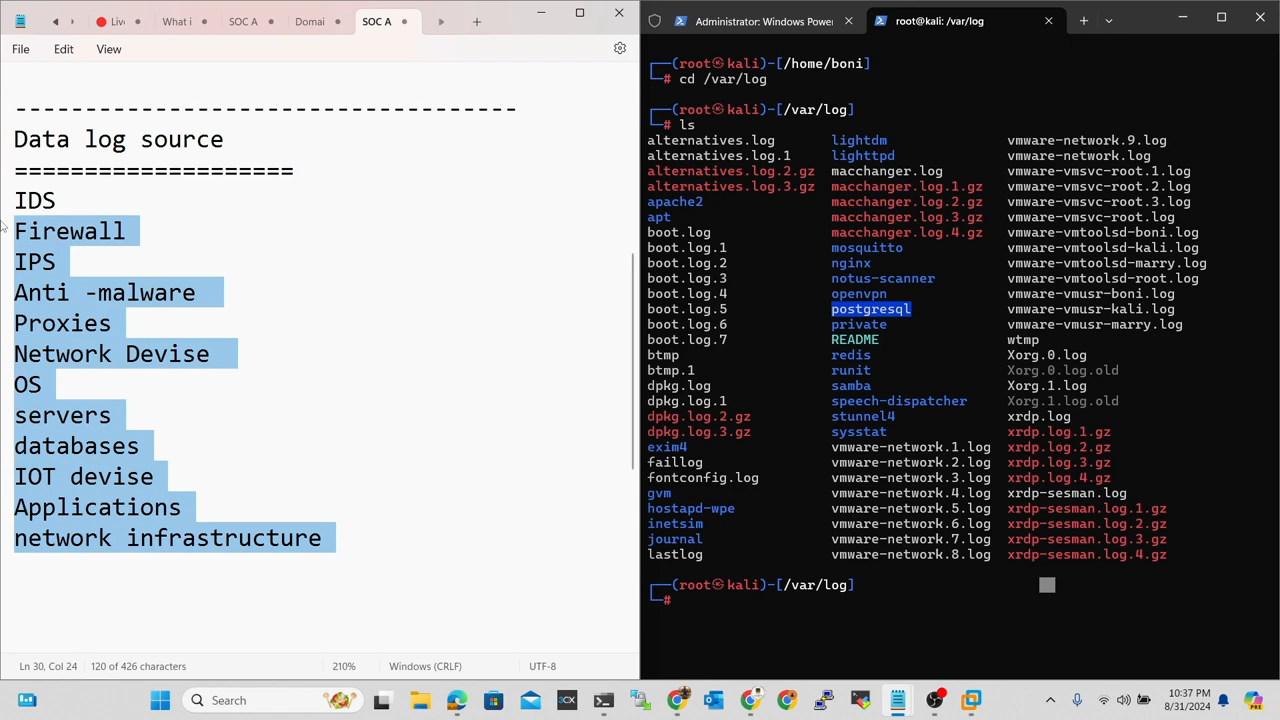 Live
What i
SOC A
Domai
SOC A
File Edit View
-----------------------------------
Data log source
====================
IDS
Firewall
IPS
Anti -malware
Proxies
Network Devise
OS
servers
databases
IOT devise
Applications
network infrastructure
Ln 30, Col 24 120 of 426 characters 210% Windows (CRLF) UTF-8
Administrator: Windows Power
root@kali: /var/log
┌──(root㉿kali)-[/home/boni]
└─# cd /var/log
┌──(root㉿kali)-[/var/log]
└─# ls
alternatives.log lightdm vmware-network.9.log
alternatives.log.1 lighttpd vmware-network.log
alternatives.log.2.gz macchanger.log vmware-vmsvc-root.1.log
alternatives.log.3.gz macchanger.log.1.gz vmware-vmsvc-root.2.log
apache2 macchanger.log.2.gz vmware-vmsvc-root.3.log
apt macchanger.log.3.gz vmware-vmsvc-root.log
boot.log macchanger.log.4.gz vmware-vmtoolsd-boni.log
boot.log.1 mosquitto vmware-vmtoolsd-kali.log
boot.log.2 nginx vmware-vmtoolsd-marry.log
boot.log.3 notus-scanner vmware-vmtoolsd-root.log
boot.log.4 openvpn vmware-vmusr-boni.log
boot.log.5 postgresql vmware-vmusr-kali.log
boot.log.6 private vmware-vmusr-marry.log
boot.log.7 README wtmp
btmp redis Xorg.0.log
btmp.1 runit Xorg.0.log.old
dpkg.log samba Xorg.1.log
dpkg.log.1 speech-dispatcher Xorg.1.log.old
dpkg.log.2.gz stunnel4 xrdp.log
dpkg.log.3.gz sysstat xrdp.log.1.gz
exim4 vmware-network.1.log xrdp.log.2.gz
faillog vmware-network.2.log xrdp.log.3.gz
fontconfig.log vmware-network.3.log xrdp.log.4.gz
gvm vmware-network.4.log xrdp-sesman.log
hostapd-wpe vmware-network.5.log xrdp-sesman.log.1.gz
inetsim vmware-network.6.log xrdp-sesman.log.2.gz
journal vmware-network.7.log xrdp-sesman.log.3.gz
lastlog vmware-network.8.log xrdp-sesman.log.4.gz
┌──(root㉿kali)-[/var/log]
└─#
Search
3CX
10:37 PM
8/31/2024
PRE